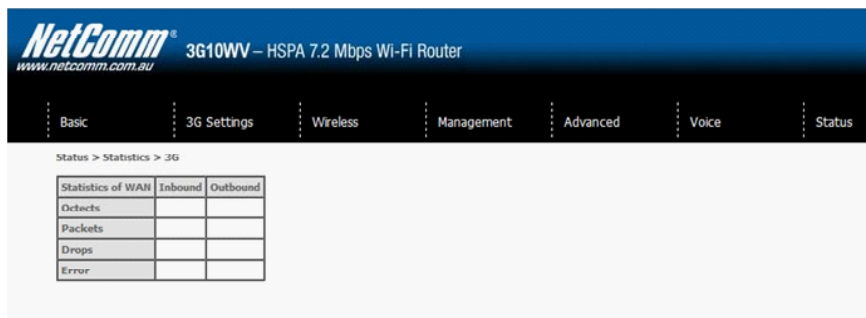 NetComm® 3G10WV – HSPA 7.2 Mbps Wi-Fi Router
www.netcomm.com.au
Basic 3G Settings Wireless Management Advanced Voice Status
Status > Statistics > 3G
Statistics of WAN Inbound Outbound
Octects
Packets
Drops
Error